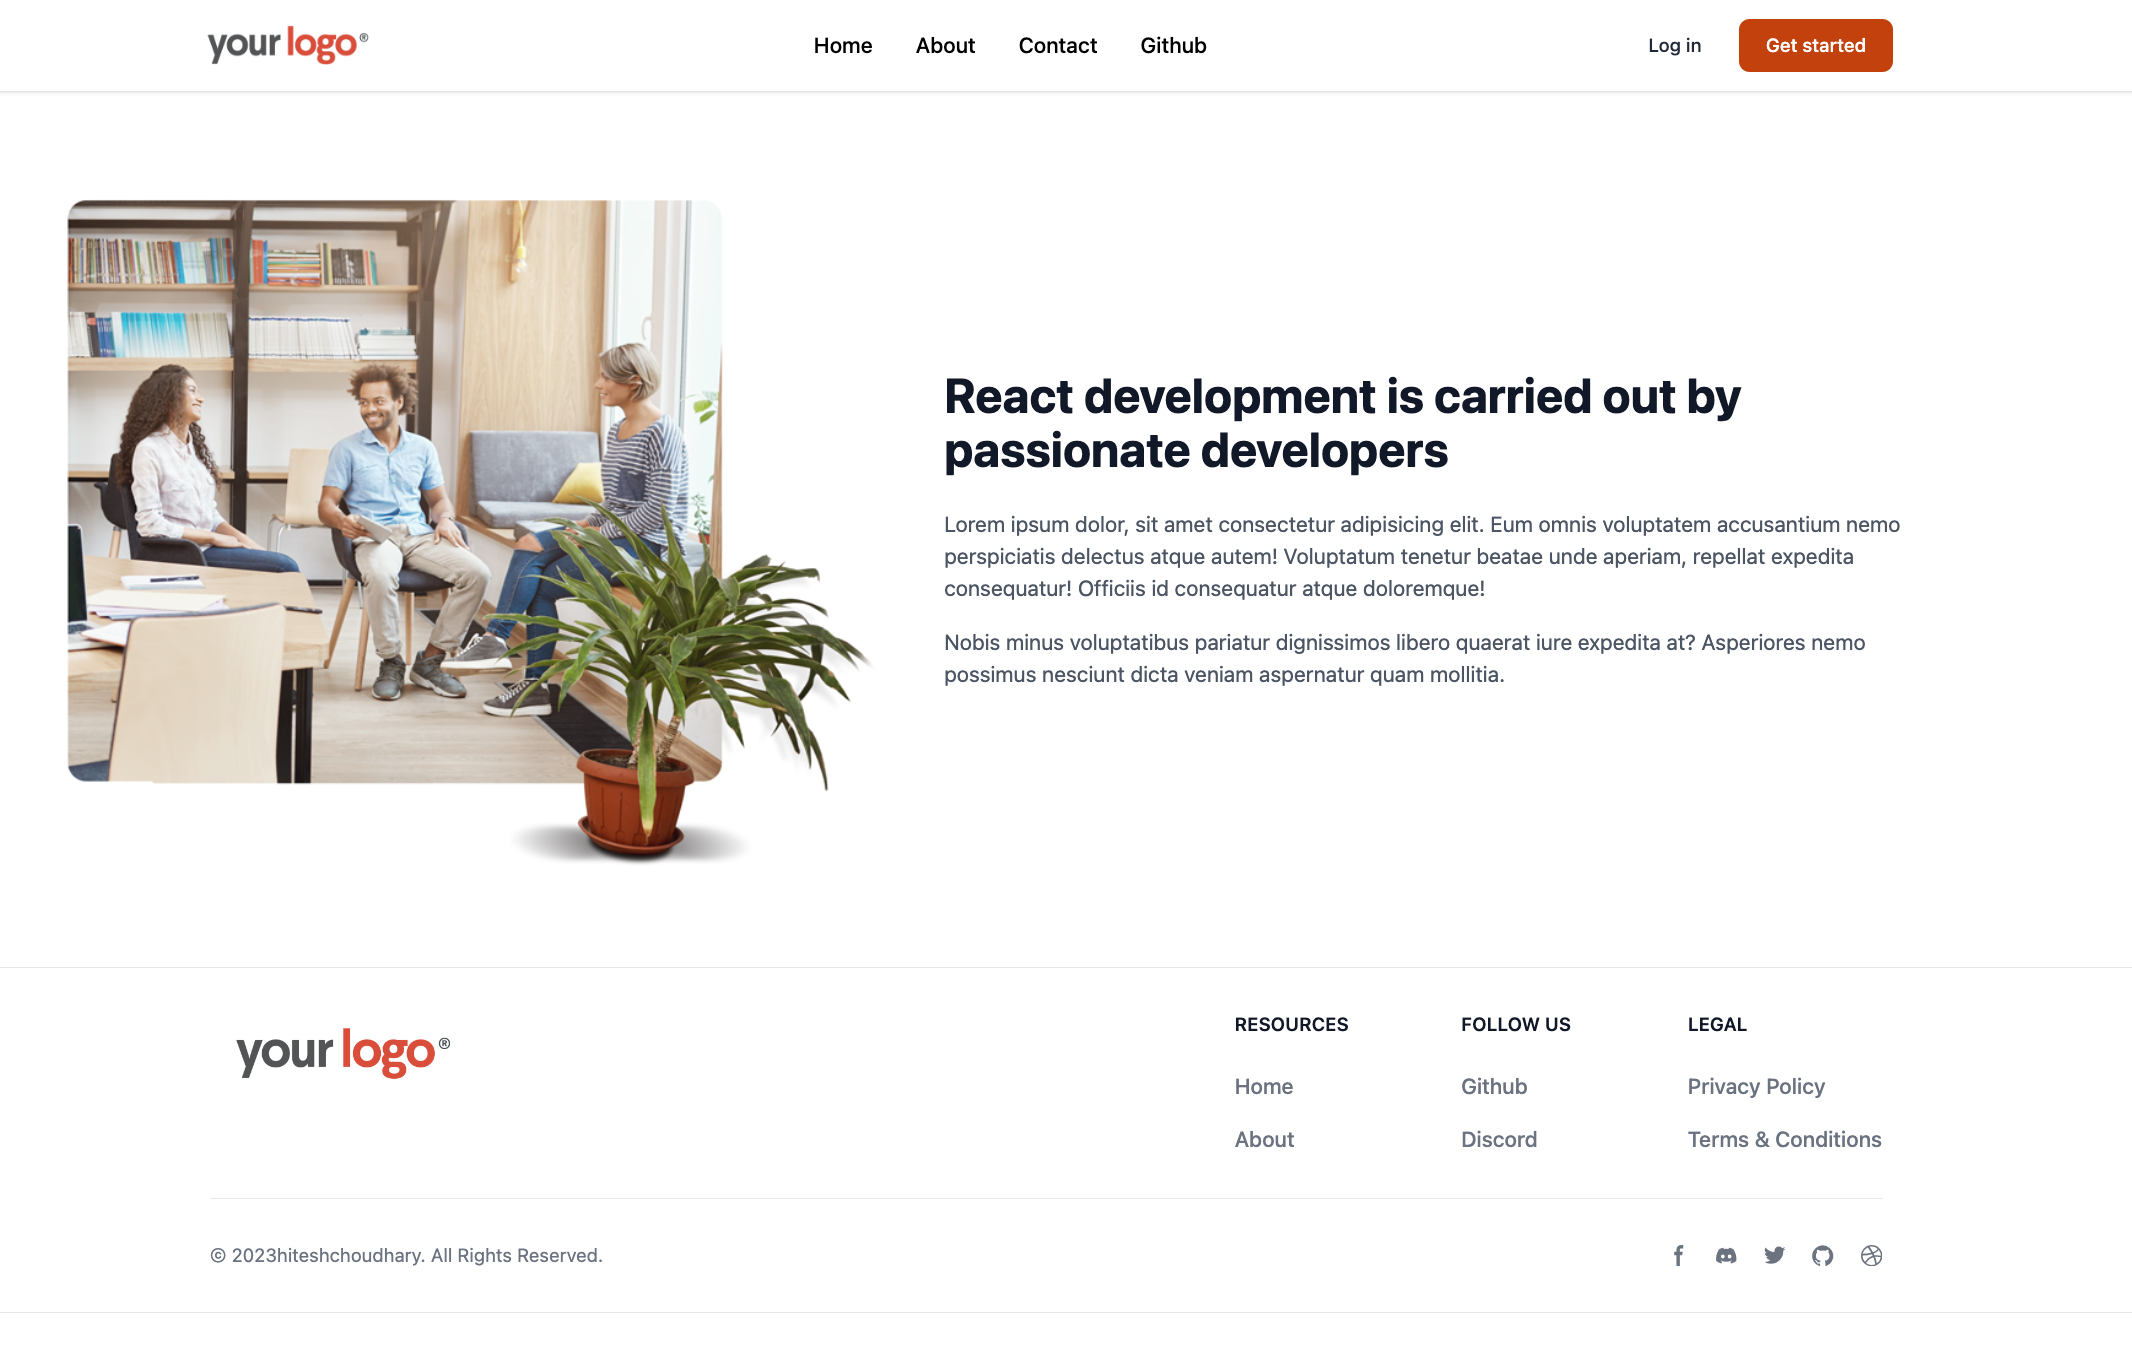 your logo®
Home About Contact Github
Log in Get started
React development is carried out by
passionate developers
Lorem ipsum dolor, sit amet consectetur adipisicing elit. Eum omnis voluptatem accusantium nemo
perspiciatis delectus atque autem! Voluptatum tenetur beatae unde aperiam, repellat expedita
consequatur! Officiis id consequatur atque doloremque!
Nobis minus voluptatibus pariatur dignissimos libero quaerat iure expedita at? Asperiores nemo
possimus nesciunt dicta veniam aspernatur quam mollitia.
your logo®
RESOURCES
Home
About
FOLLOW US
Github
Discord
LEGAL
Privacy Policy
Terms & Conditions
© 2023hiteshchoudhary. All Rights Reserved.